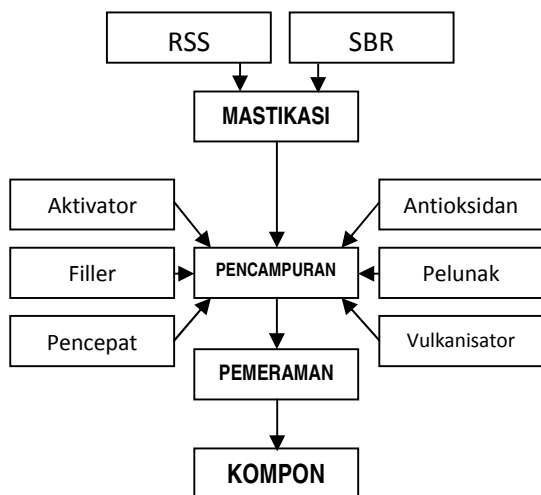 RSS
SBR
MASTIKASI
Aktivator
Antioksidan
Filler
PENCAMPURAN
Pelunak
Pencepat
Vulkanisator
PEMERAMAN
KOMPON